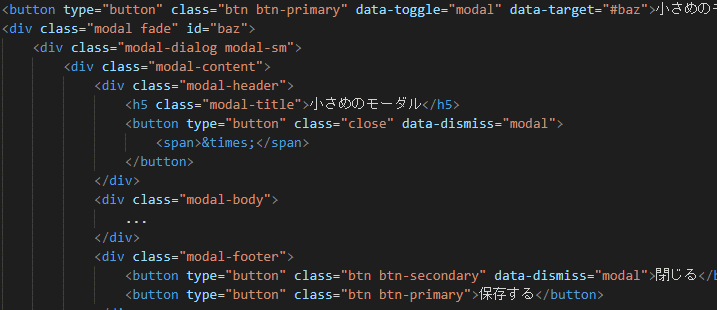 <button type="button" class="btn btn-primary" data-toggle="modal" data-target="#baz">小さめの
<div class="modal fade" id="baz">
<div class="modal-dialog modal-sm">
<div class="modal-content">
<div class="modal-header">
<h5 class="modal-title">小さめのモーダル</h5>
<button type="button" class="close" data-dismiss="modal">
<span>&times;</span>
</button>
</div>
<div class="modal-body">
...
</div>
<div class="modal-footer">
<button type="button" class="btn btn-secondary" data-dismiss="modal">閉じる</
<button type="button" class="btn btn-primary">保存する</button>